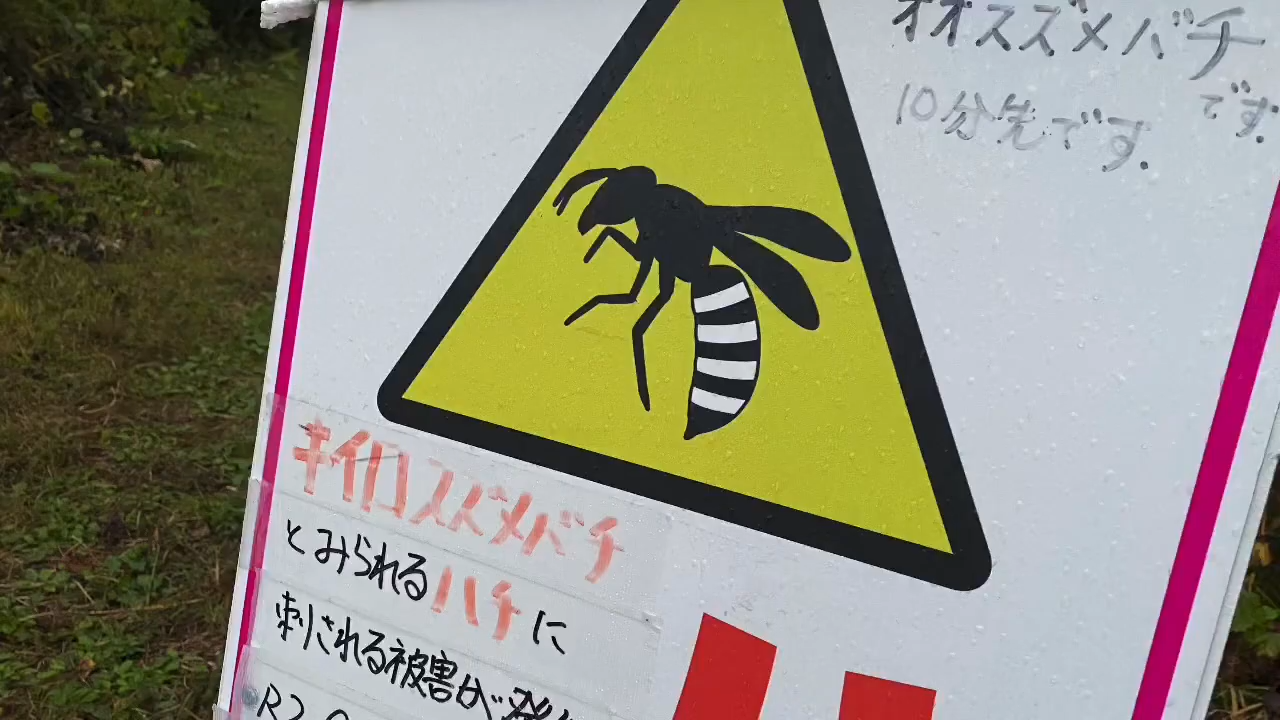 オオスズメバチ
です.
10分先です.
キイロスズメバチ
とみられるハチに
刺される被害が発